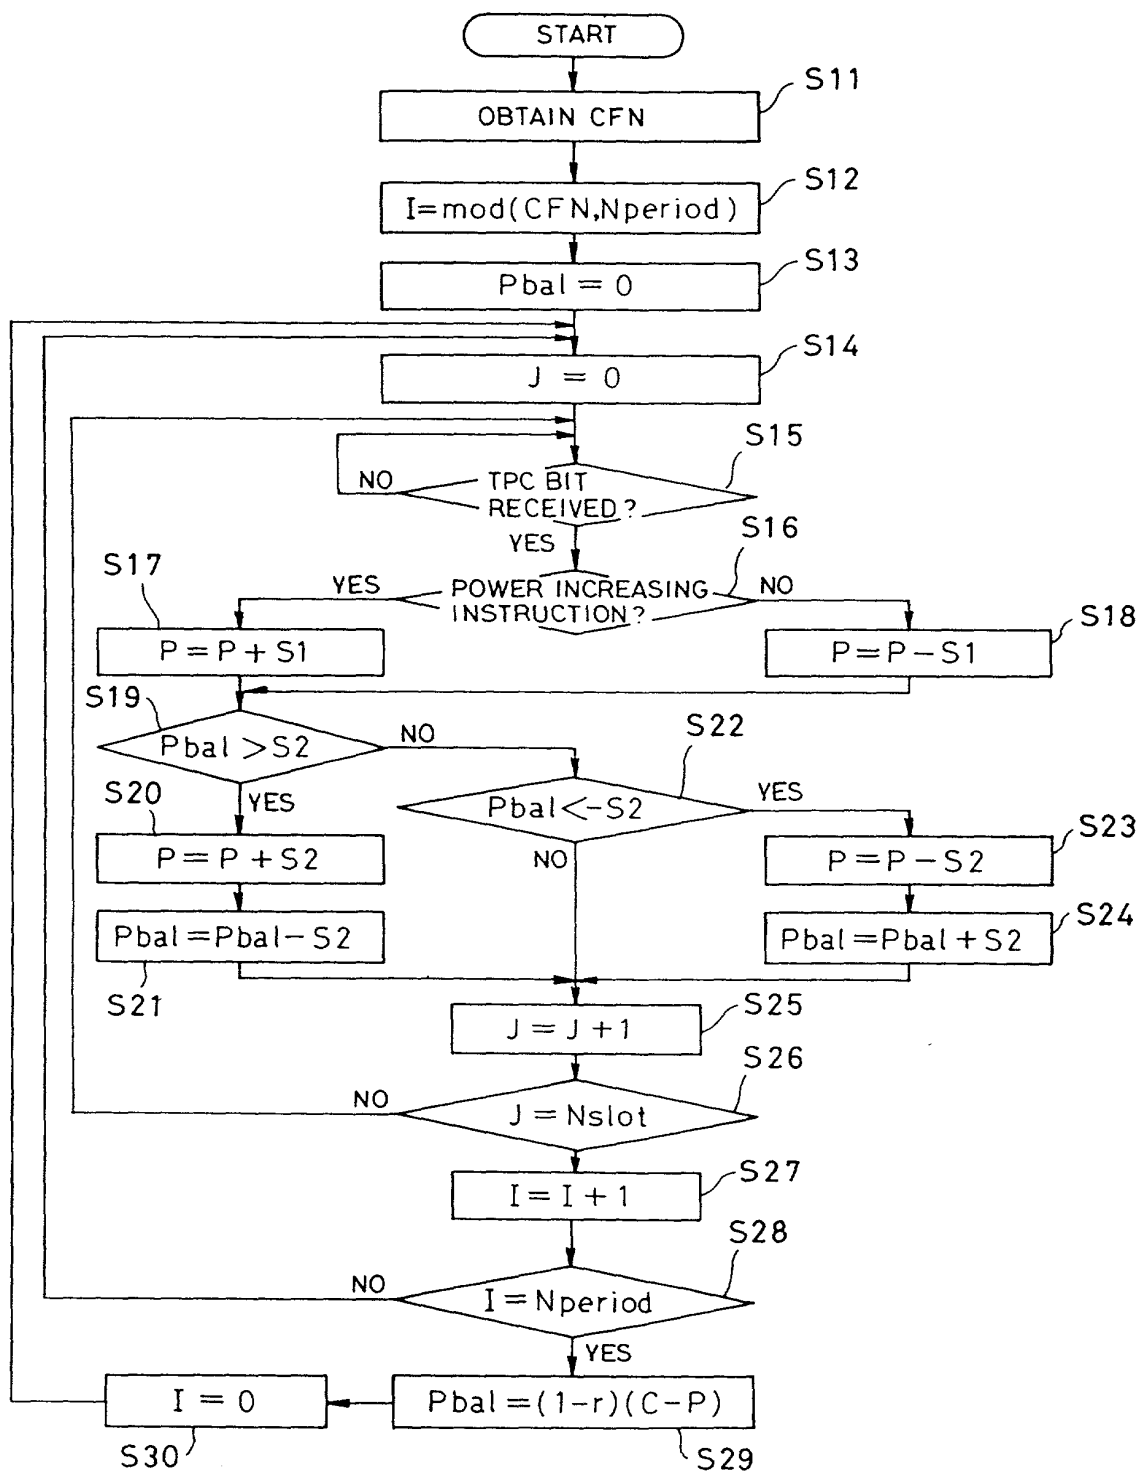 START
S11
OBTAIN CFN
S12
I=mod(CFN,Nperiod)
S13
Pbal = 0
S14
J = 0
S15
NO
TPC BIT
RECEIVED?
YES
S16
S17
YES
POWER INCREASING
INSTRUCTION?
NO
S18
P=P+S1
P=P-S1
S19
Pbal>S2
NO
S22
S20
YES
Pbal<-S2
YES
S23
P=P+S2
NO
P=P-S2
S24
Pbal=Pbal-S2
Pbal=Pbal+S2
S21
S25
J=J+1
S26
NO
J=Nslot
S27
I=I+1
S28
NO
I=Nperiod
YES
I=0
Pbal=(1-r)(C-P)
S30
S29